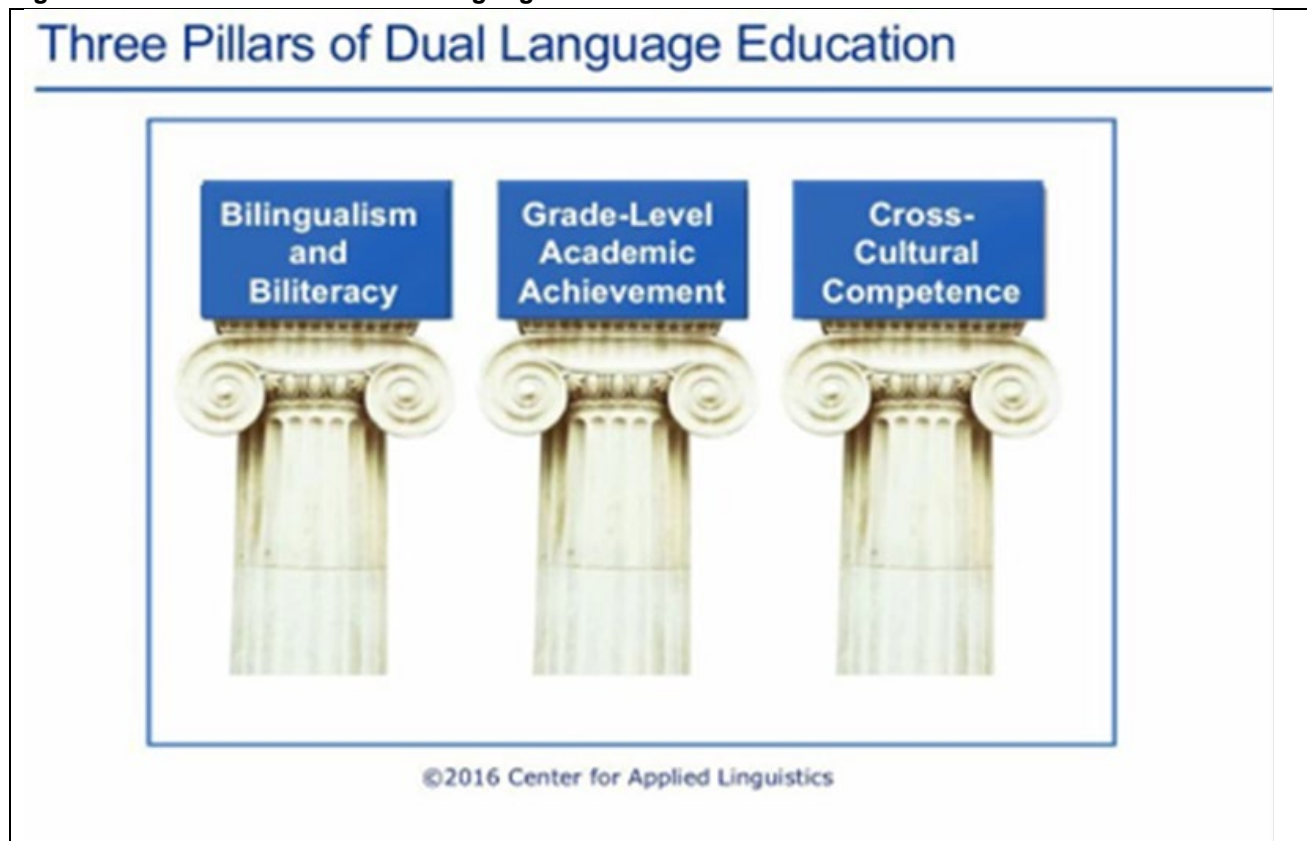 Three Pillars of Dual Language Education
Bilingualism
and
Biliteracy
Grade-Level
Academic
Achievement
Cross-
Cultural
Competence
©2016 Center for Applied Linguistics